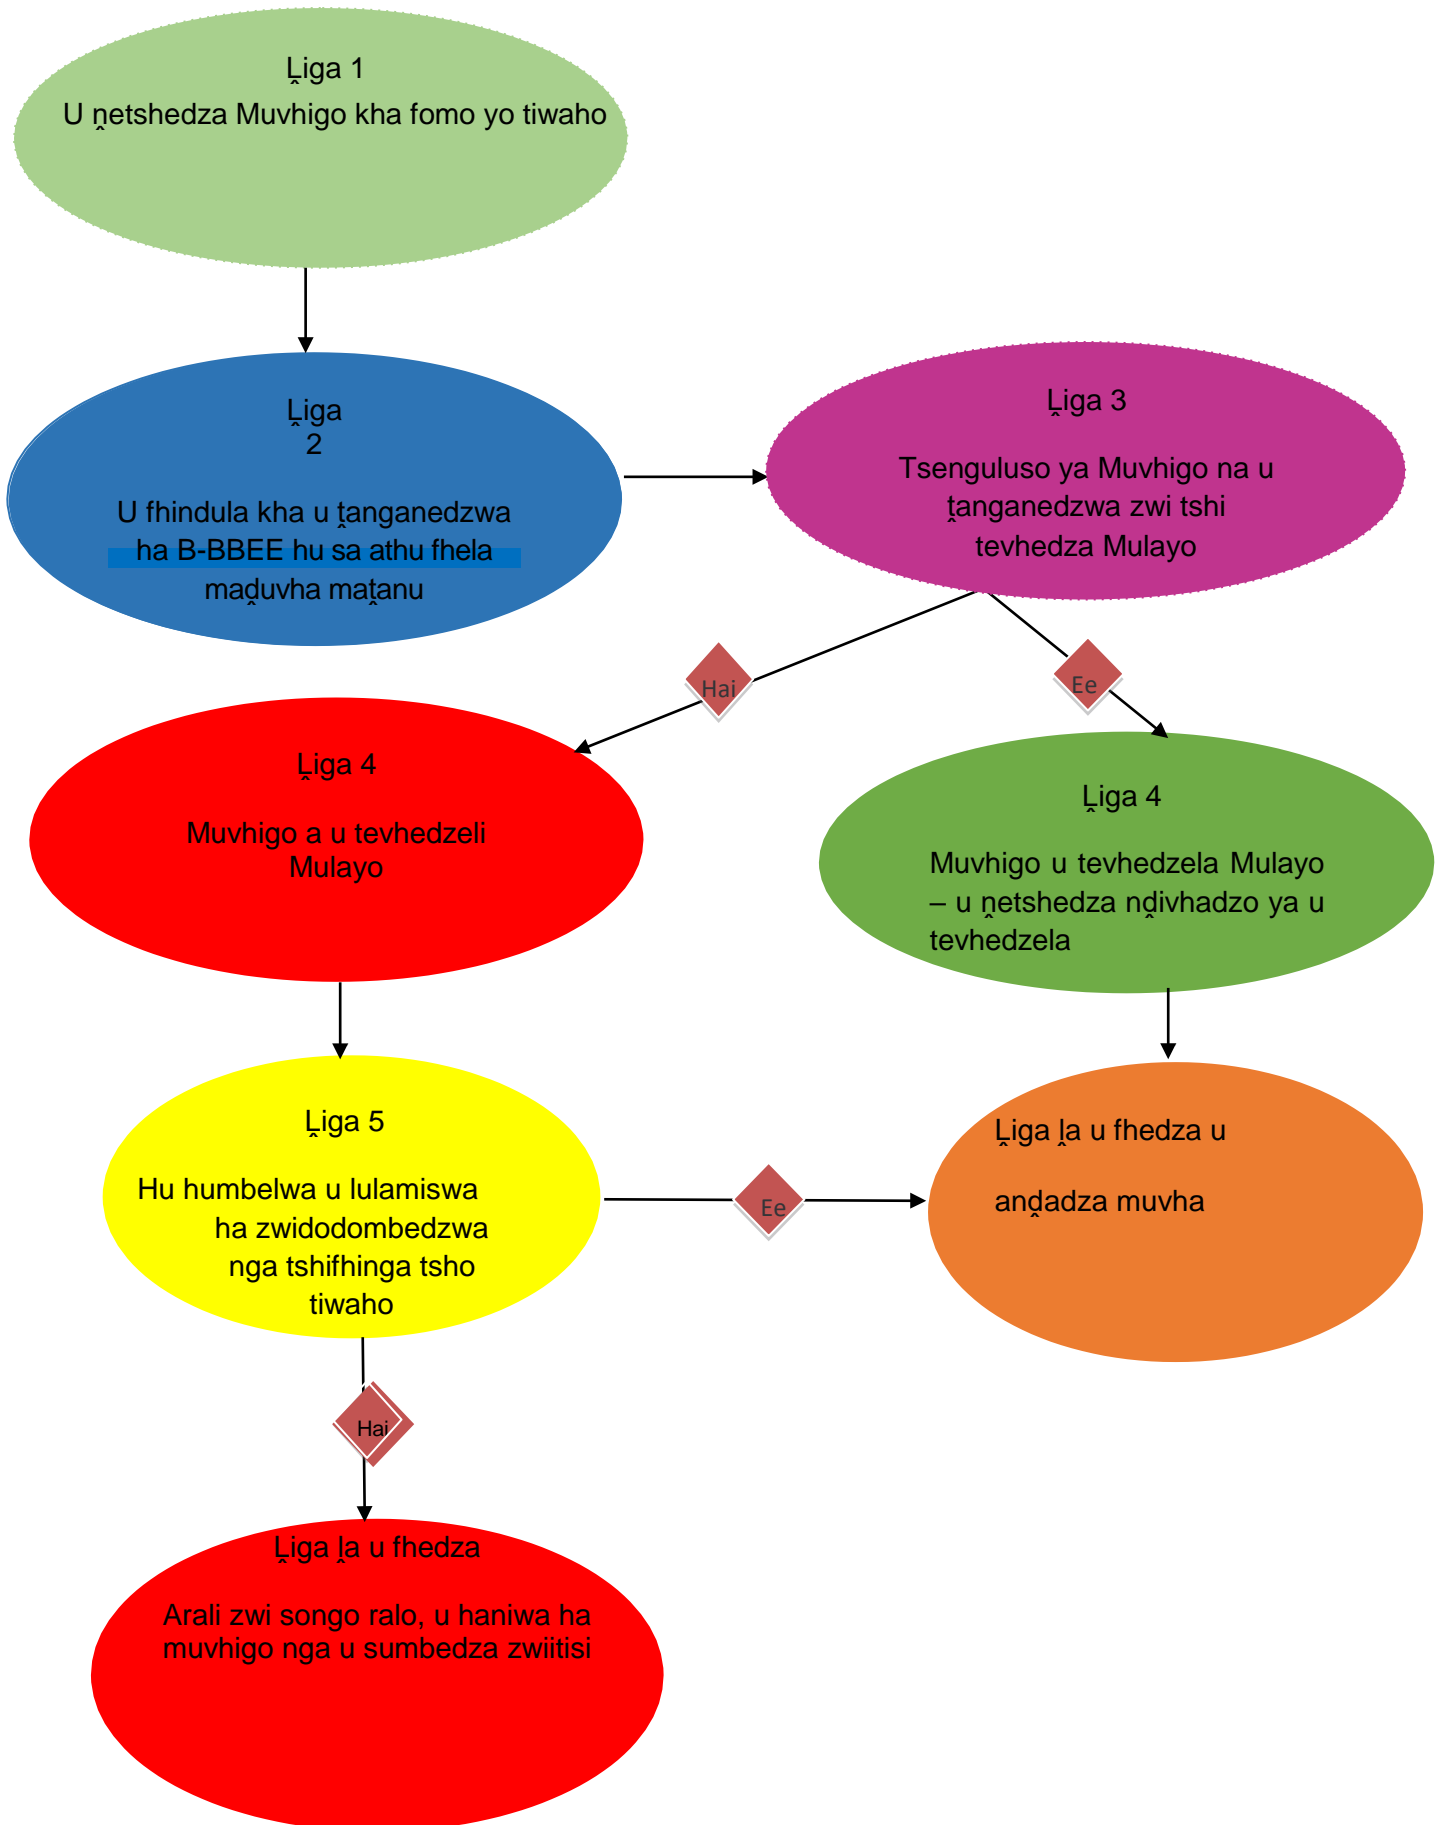 Ḽiga 1
U ṋetshedza Muvhigo kha fomo yo tiwaho
Ḽiga
2
U fhindula kha u ṱanganedzwa
ha B-BBEE hu sa athu fhela
maḓuvha maṱanu
Ḽiga 3
Tsenguluso ya Muvhigo na u
ṱanganedzwa zwi tshi
tevhedza Mulayo
Hai
Ee
Ḽiga 4
Muvhigo a u tevhedzeli
Mulayo
Ḽiga 4
Muvhigo u tevhedzela Mulayo
– u ṋetshedza nḓivhadzo ya u
tevhedzela
Ḽiga 5
Hu humbelwa u lulamiswa
ha zwidodombedzwa
nga tshifhinga tsho
tiwaho
Ee
Ḽiga ḽa u fhedza u
anḓadza muvha
Hai
Ḽiga ḽa u fhedza
Arali zwi songo ralo, u haniwa ha
muvhigo nga u sumbedza zwiitisi